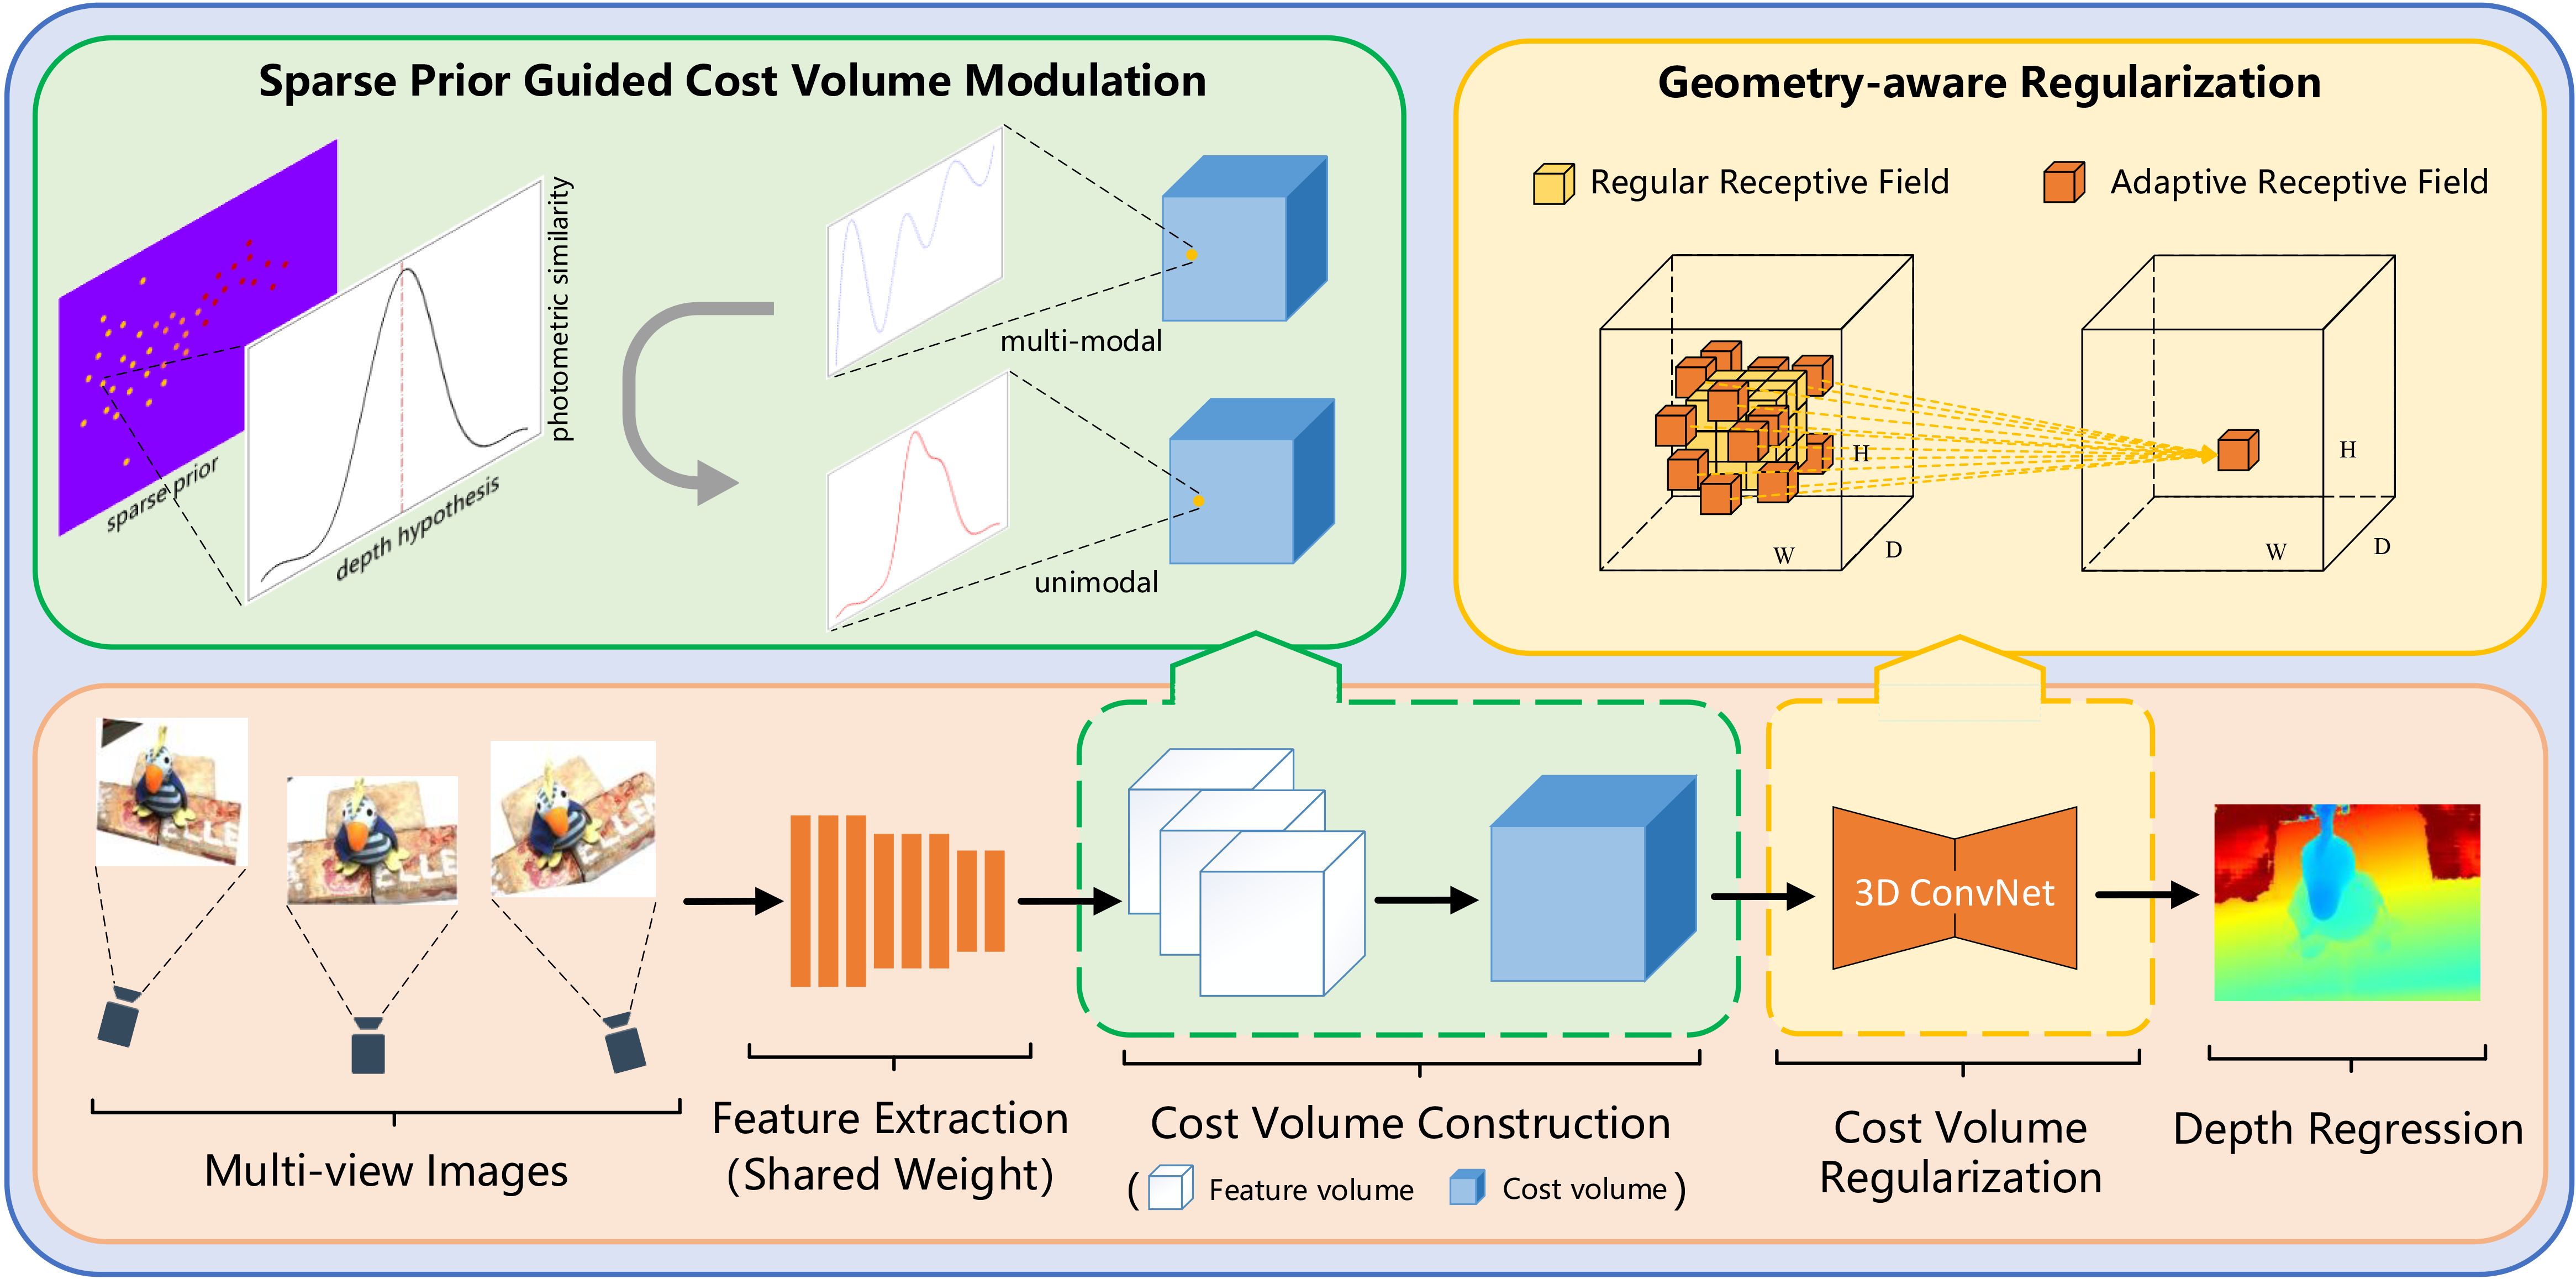 Sparse Prior Guided Cost Volume Modulation
photometric similarity
sparse prior
depth hypothesis
multi-modal
unimodal
Geometry-aware Regularization
Regular Receptive Field
Adaptive Receptive Field
H
W
D
H
W
D
3D ConvNet
Multi-view Images
Feature Extraction
(Shared Weight)
Cost Volume Construction
( Feature volume Cost volume )
Cost Volume
Regularization
Depth Regression